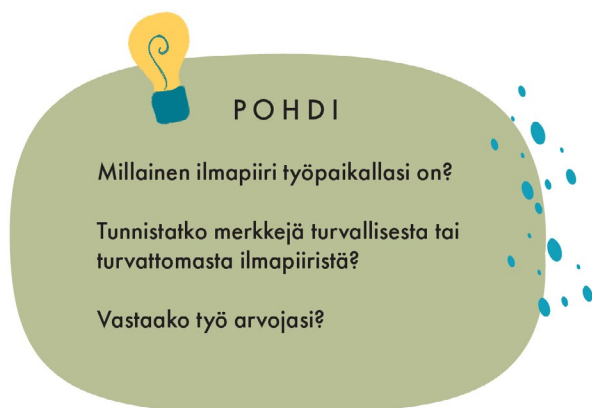 POHDI
Millainen ilmapiiri työpaikallasi on?
Tunnistatko merkkejä turvallisesta tai
turvattomasta ilmapiiristä?
Vastaako työ arvojasi?